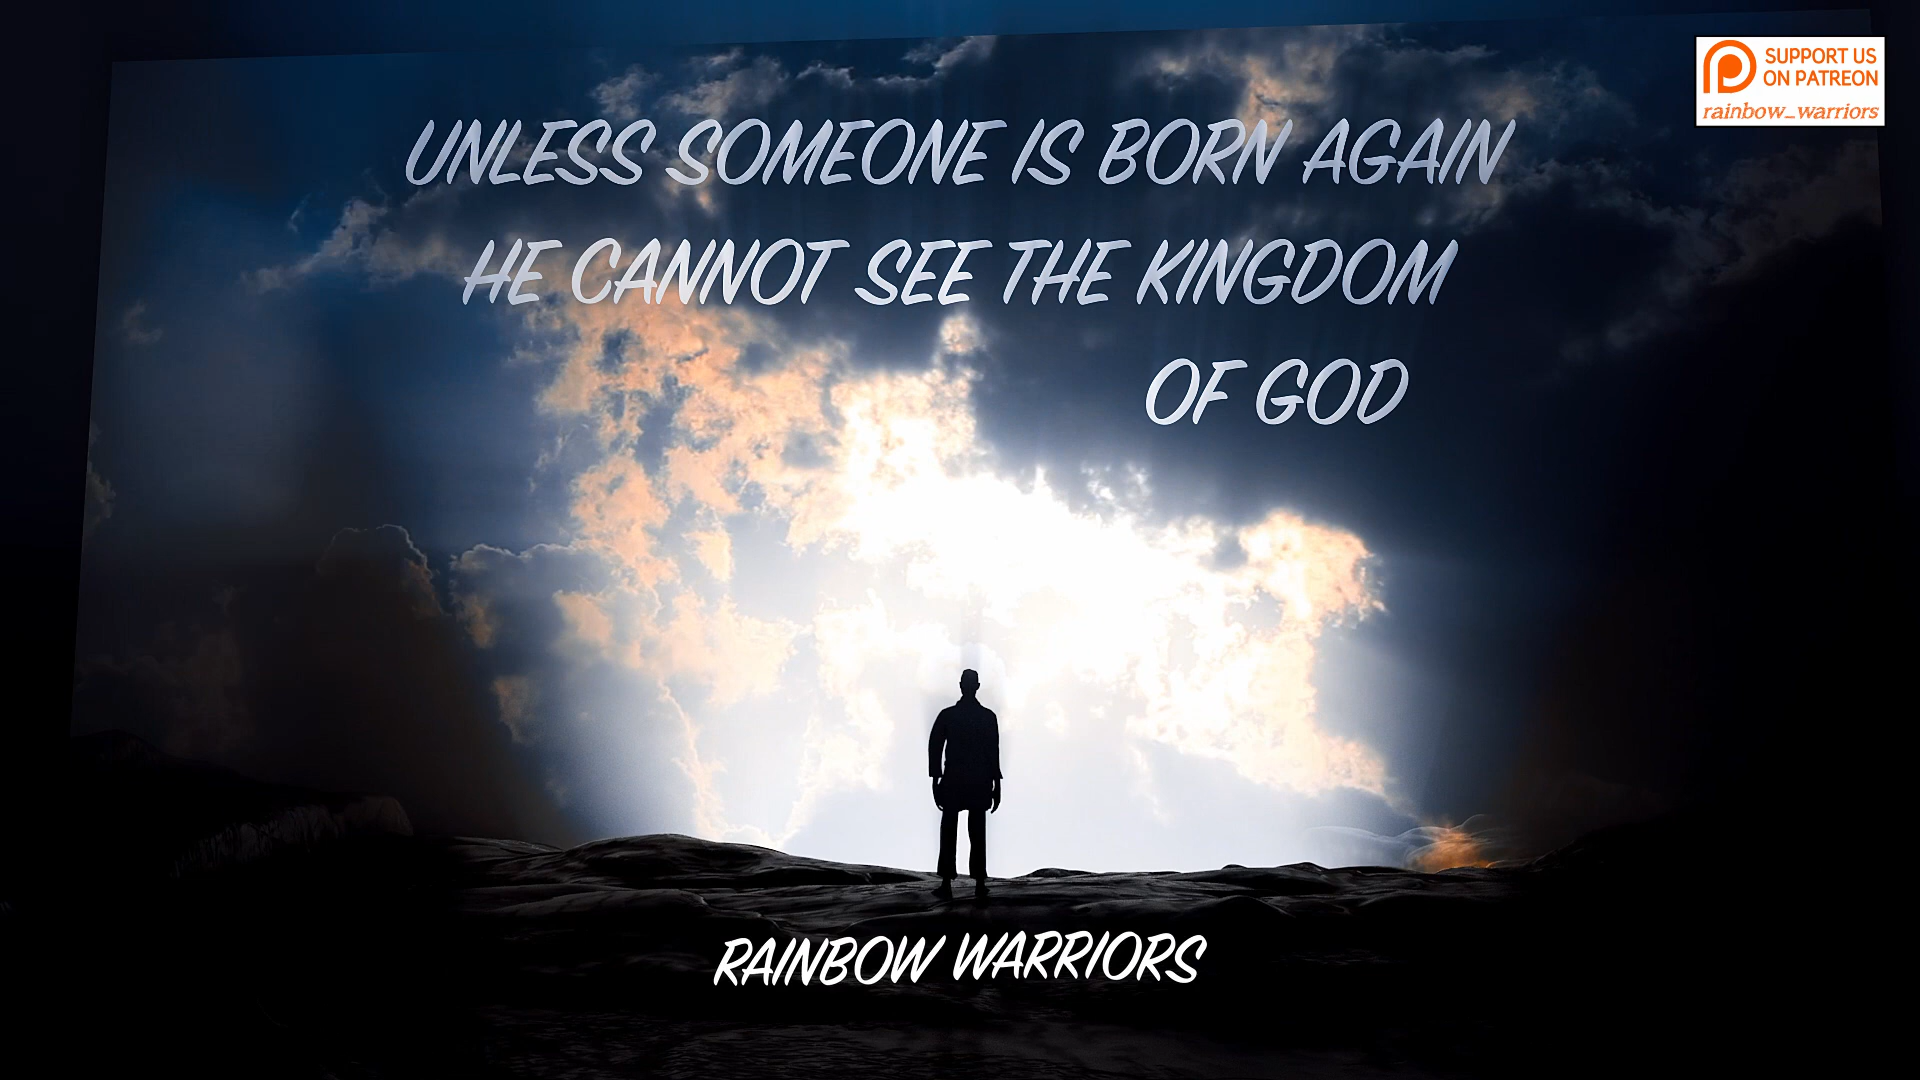 SUPPORT US
ON PATREON
rainbow_warriors
UNLESS SOMEONE IS BORN AGAIN
HE CANNOT SEE THE KINGDOM
OF GOD
RAINBOW WARRIORS